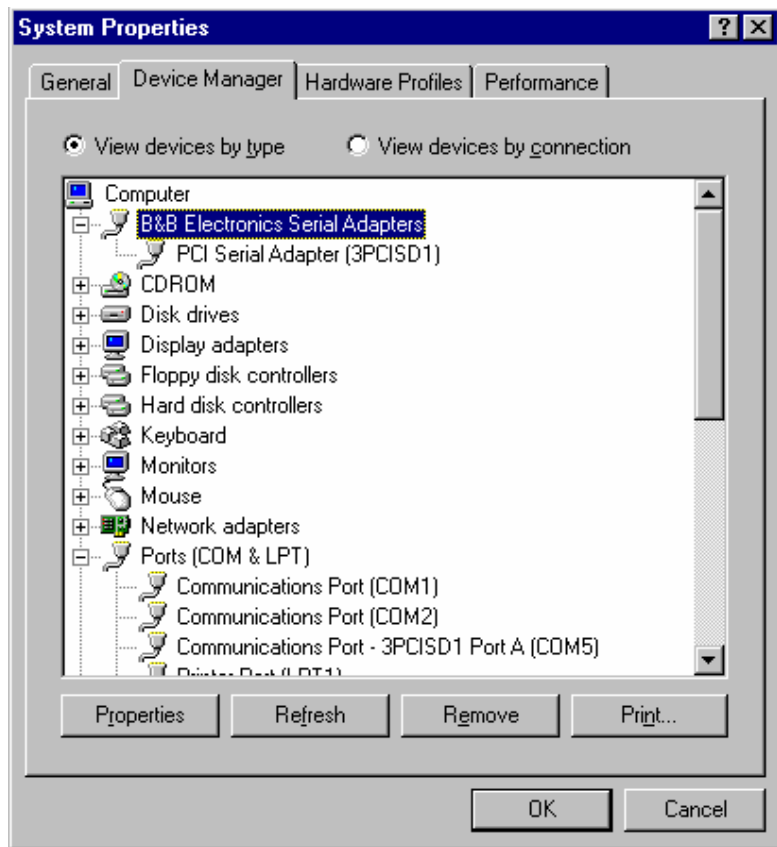 System Properties
General Device Manager Hardware Profiles Performance
View devices by type View devices by connection
Computer
B&B Electronics Serial Adapters
PCI Serial Adapter (3PCISD1)
CDROM
Disk drives
Display adapters
Floppy disk controllers
Hard disk controllers
Keyboard
Monitors
Mouse
Network adapters
Ports (COM & LPT)
Communications Port (COM1)
Communications Port (COM2)
Communications Port - 3PCISD1 Port A (COM5)
Printer Port (LPT1)
Properties Refresh Remove Print...
OK Cancel